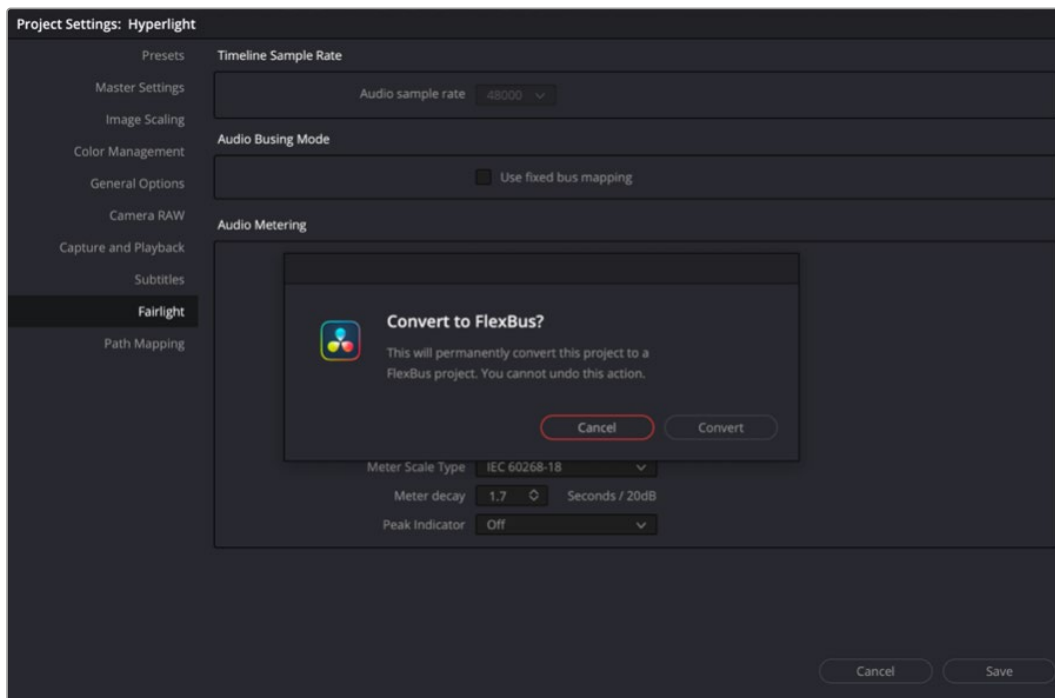 Project Settings: Hyperlight
Presets
Master Settings
Image Scaling
Color Management
General Options
Camera RAW
Capture and Playback
Subtitles
Fairlight
Path Mapping
Timeline Sample Rate
Audio sample rate 48000
Audio Busing Mode
Use fixed bus mapping
Audio Metering
Convert to FlexBus?
This will permanently convert this project to a
FlexBus project. You cannot undo this action.
Cancel Convert
Meter Scale Type IEC 60268-18
Meter decay 1.7 Seconds / 20dB
Peak Indicator Off
Cancel Save